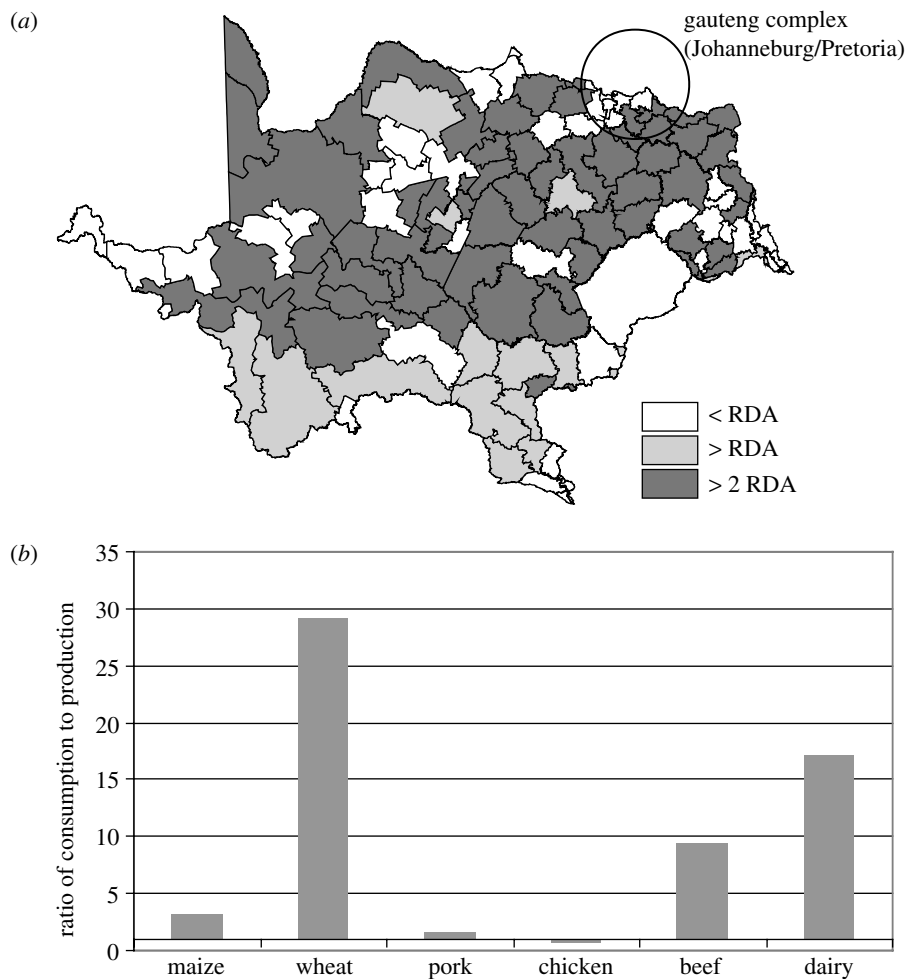 (a)
gauteng complex
(Johanneburg/Pretoria)
< RDA
> RDA
> 2 RDA
(b)
ratio of consumption to production
35
30
25
20
15
10
5
0
maize wheat pork chicken beef dairy